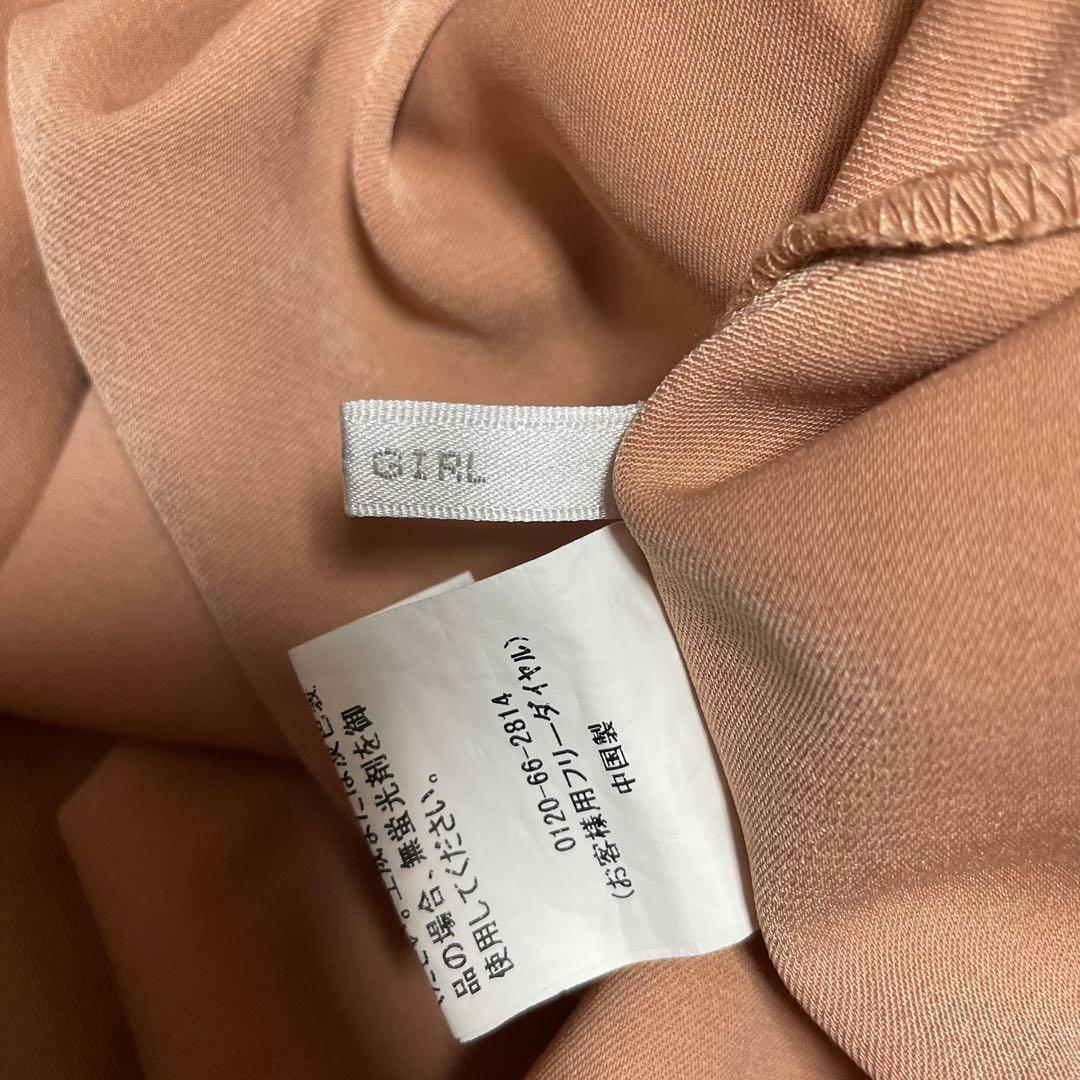 GIRL
品の場合、無蛍光剤を御
使用してください。
0120-66-2814
(お客様用フリーダイヤル)
中国製